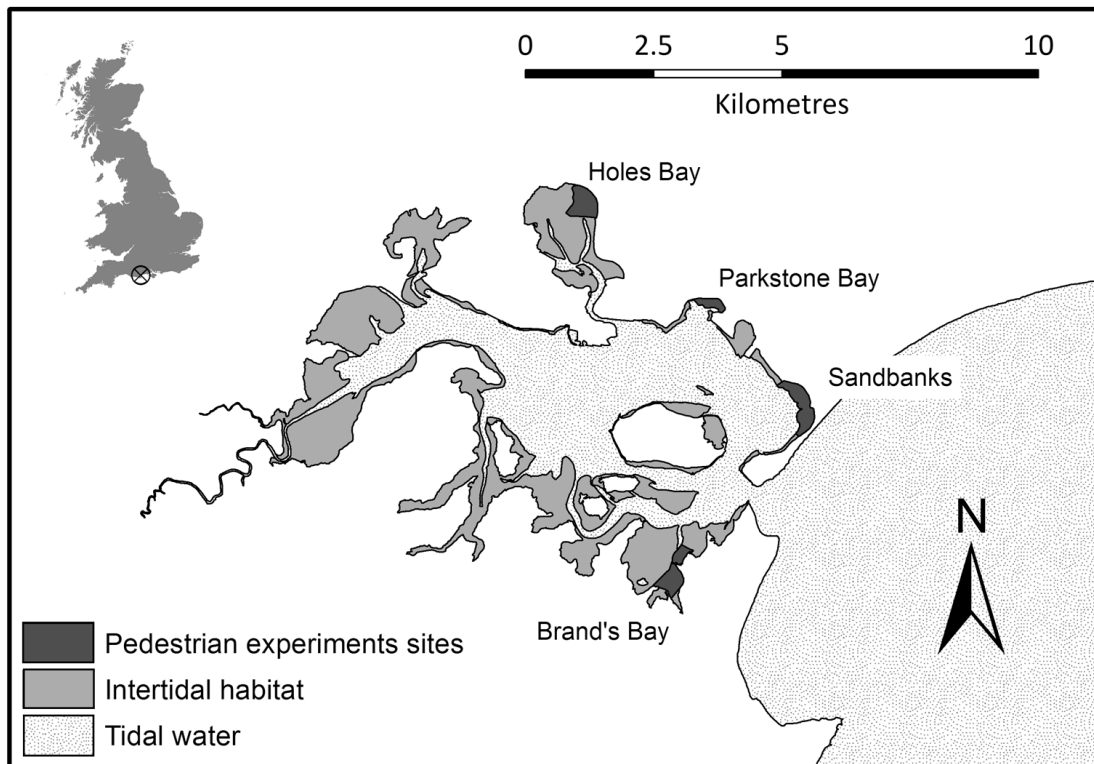 0 2.5 5 10
Kilometres
Holes Bay
Parkstone Bay
Sandbanks
N
Brand's Bay
Pedestrian experiments sites
Intertidal habitat
Tidal water